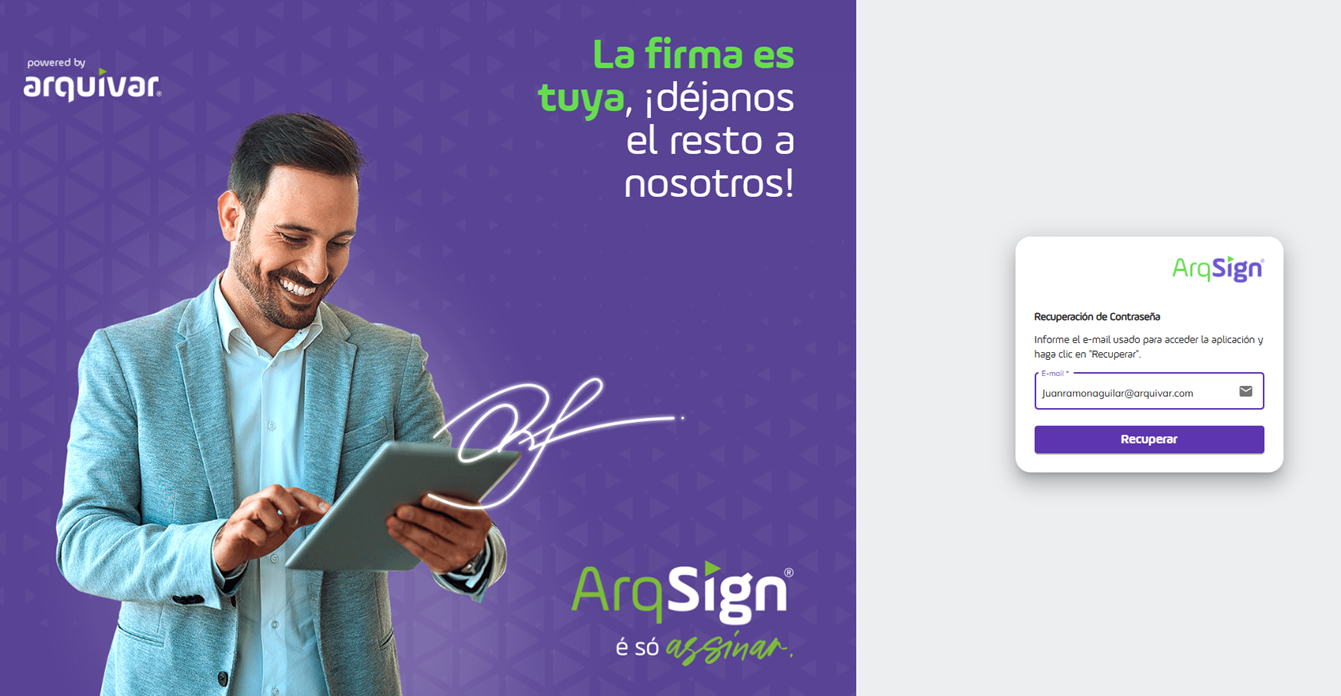 powered by
arquivar®
La firma es
tuya, ¡déjanos
el resto a
nosotros!
ArqSign®
é só assinar.
ArqSign®
Recuperación de Contraseña
Informe el e-mail usado para acceder la aplicación y
haga clic en "Recuperar".
E-mail *
Juanramonaguilar@arquivar.com
Recuperar